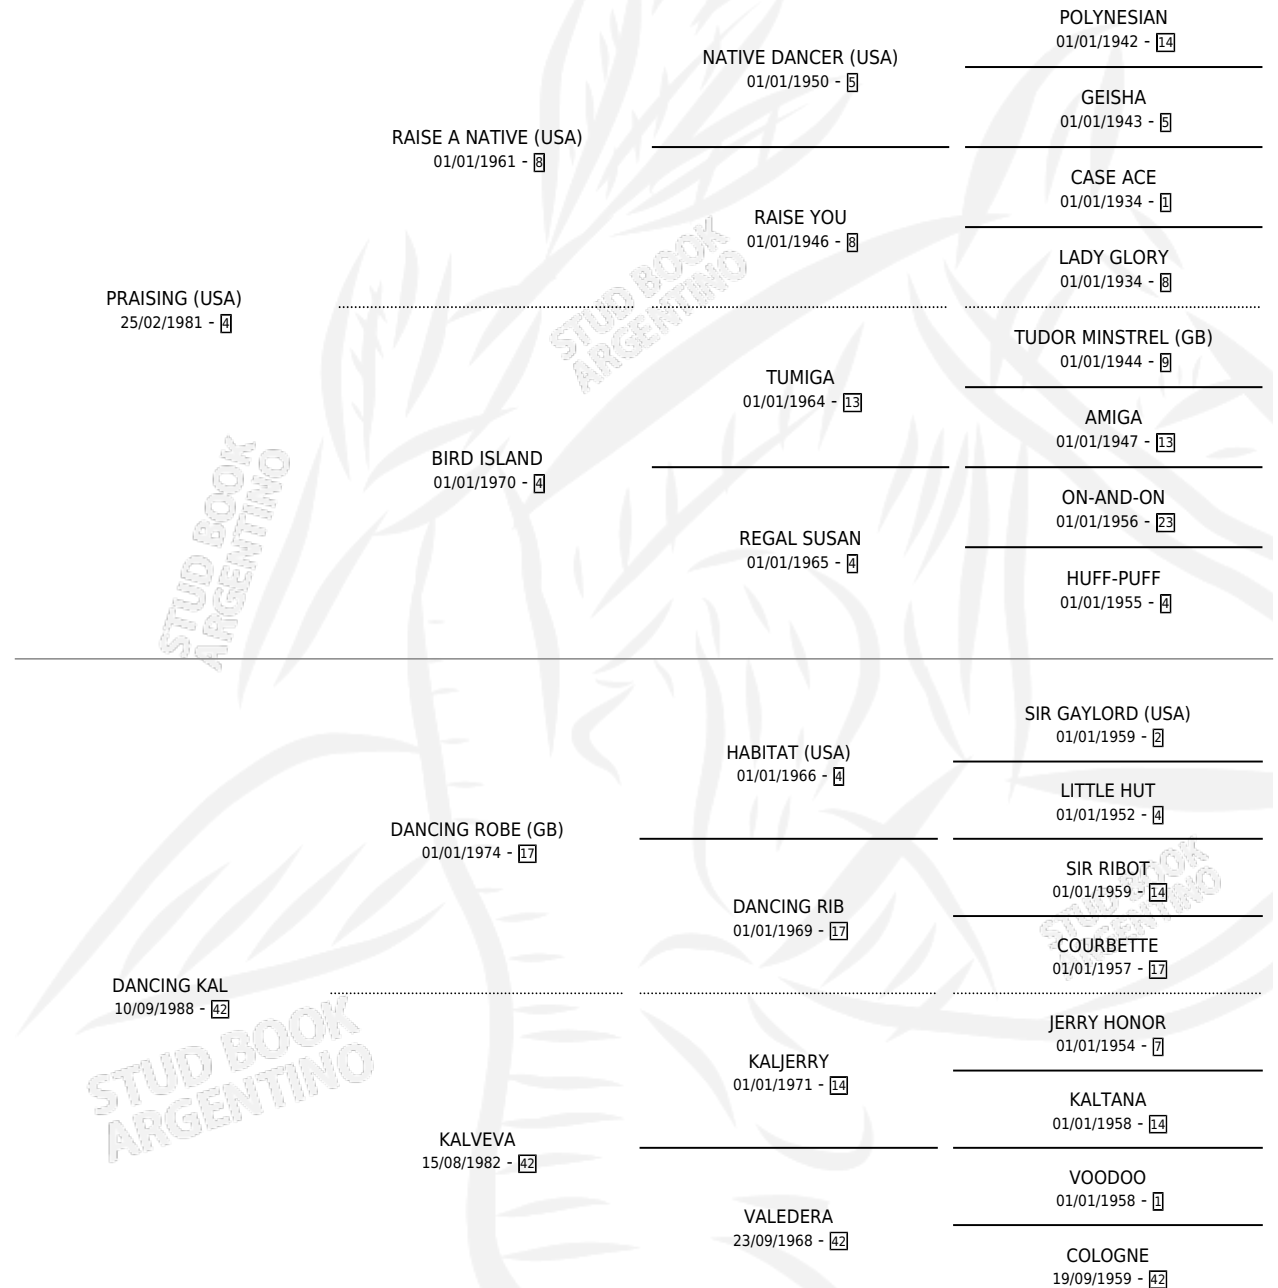 POLYNESIAN
01/01/1942 - 14
NATIVE DANCER (USA)
01/01/1950 - 5
GEISHA
01/01/1943 - 5
RAISE A NATIVE (USA)
01/01/1961 - 8
CASE ACE
01/01/1934 - 1
RAISE YOU
01/01/1946 - 8
LADY GLORY
01/01/1934 - 8
PRAISING (USA)
25/02/1981 - 4
TUDOR MINSTREL (GB)
01/01/1944 - 9
TUMIGA
01/01/1964 - 13
AMIGA
01/01/1947 - 13
BIRD ISLAND
01/01/1970 - 4
ON-AND-ON
01/01/1956 - 23
REGAL SUSAN
01/01/1965 - 4
HUFF-PUFF
01/01/1955 - 4
SIR GAYLORD (USA)
01/01/1959 - 2
HABITAT (USA)
01/01/1966 - 4
LITTLE HUT
01/01/1952 - 4
DANCING ROBE (GB)
01/01/1974 - 17
SIR RIBOT
01/01/1959 - 14
DANCING RIB
01/01/1969 - 17
COURBETTE
01/01/1957 - 17
DANCING KAL
10/09/1988 - 42
JERRY HONOR
01/01/1954 - 7
KALJERRY
01/01/1971 - 14
KALTANA
01/01/1958 - 14
KALVEVA
15/08/1982 - 42
VOODOO
01/01/1958 - 1
VALEDERA
23/09/1968 - 42
COLOGNE
19/09/1959 - 42
STUD BOOK
ARGENTINO
STUD BOOK
ARGENTINO
STUD BOOK
ARGENTINO
STUD BOOK
ARGENTINO